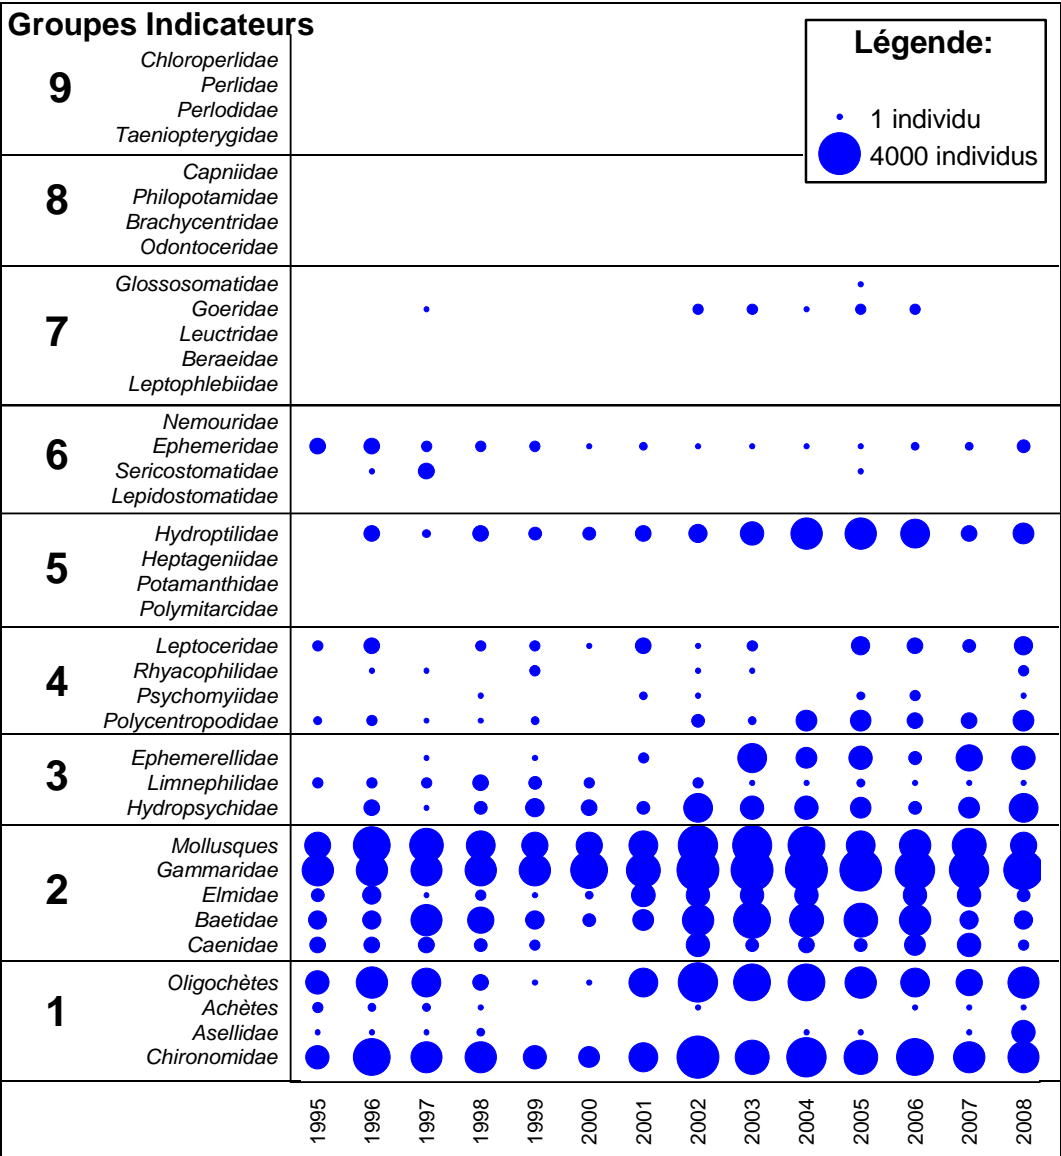 Groupes Indicateurs
Légende:
1 individu
4000 individus
9
Chloroperlidae
Perlidae
Perlodidae
Taeniopterygidae
8
Capniidae
Philopotamidae
Brachycentridae
Odontoceridae
7
Glossosomatidae
Goeridae
Leuctridae
Beraeidae
Leptophlebiidae
6
Nemouridae
Ephemeridae
Sericostomatidae
Lepidostomatidae
5
Hydroptilidae
Heptageniidae
Potamanthidae
Polymitarcidae
4
Leptoceridae
Rhyacophilidae
Psychomyiidae
Polycentropodidae
3
Ephemerellidae
Limnephilidae
Hydropsychidae
2
Mollusques
Gammaridae
Elmidae
Baetidae
Caenidae
1
Oligochètes
Achètes
Asellidae
Chironomidae
1995
1996
1997
1998
1999
2000
2001
2002
2003
2004
2005
2006
2007
2008